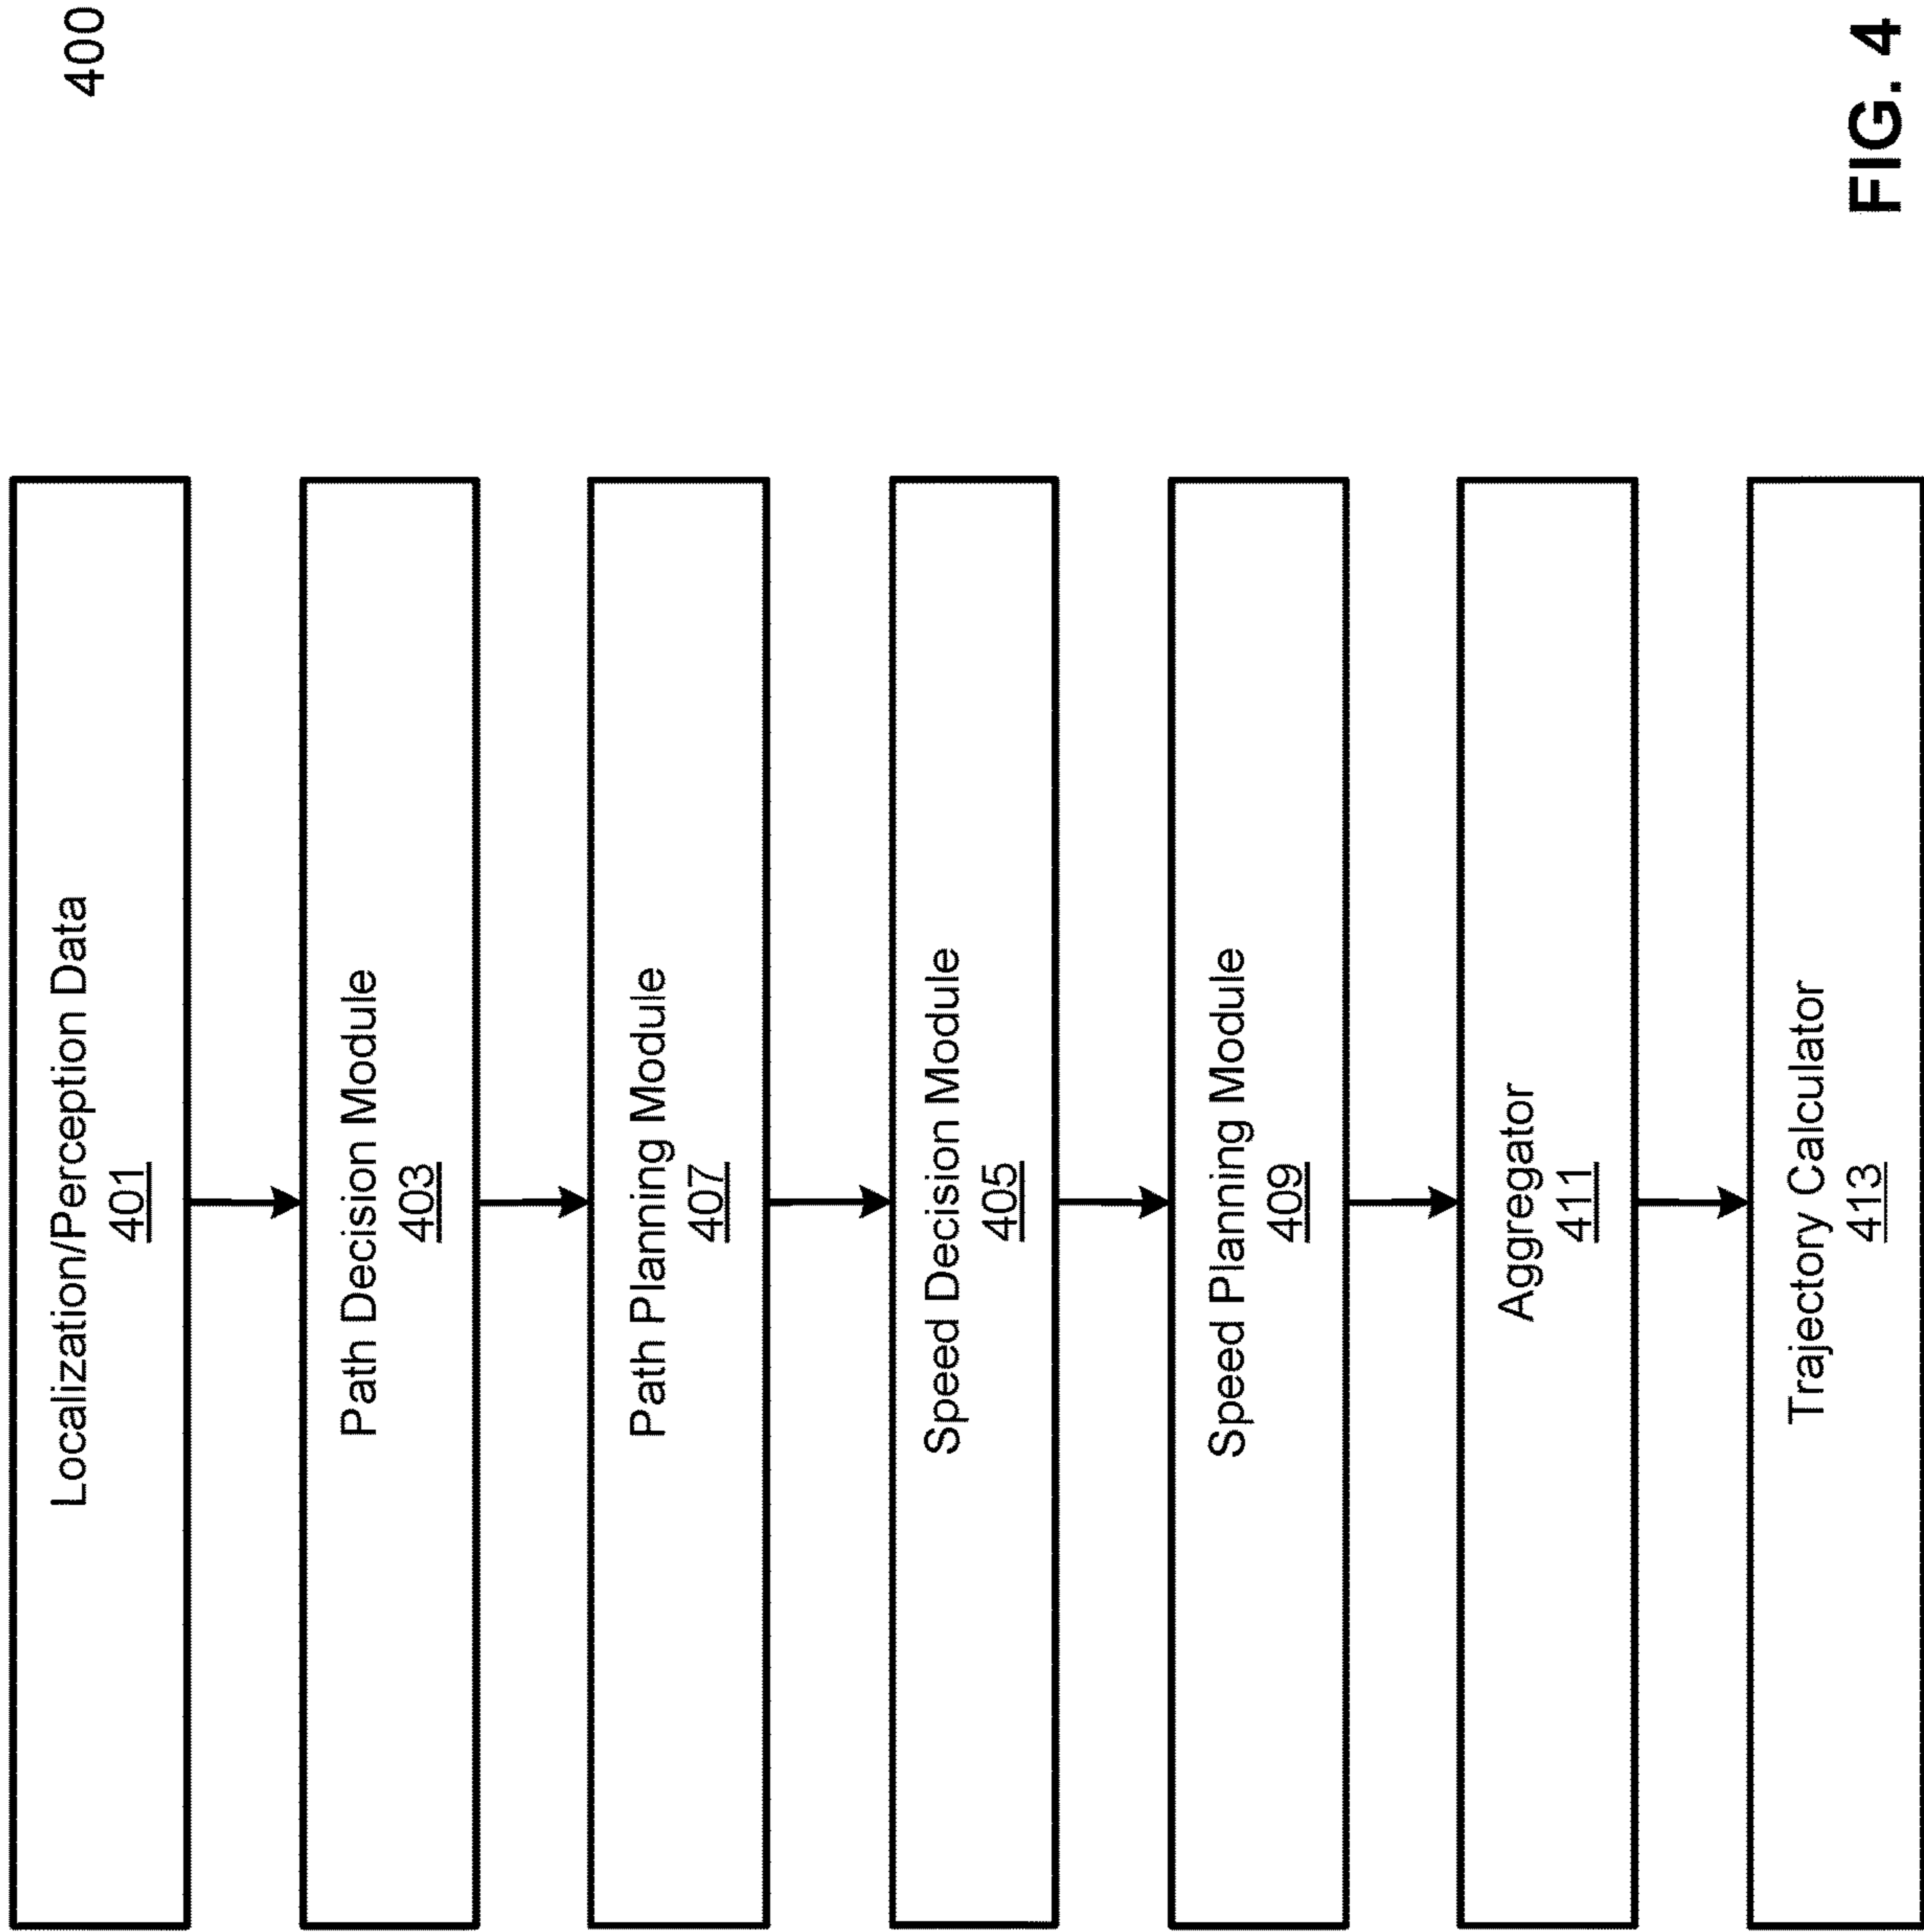 400
Localization/Perception Data
401
Path Decision Module
403
Path Planning Module
407
Speed Decision Module
405
Speed Planning Module
409
Aggregator
411
Trajectory Calculator
413
FIG. 4